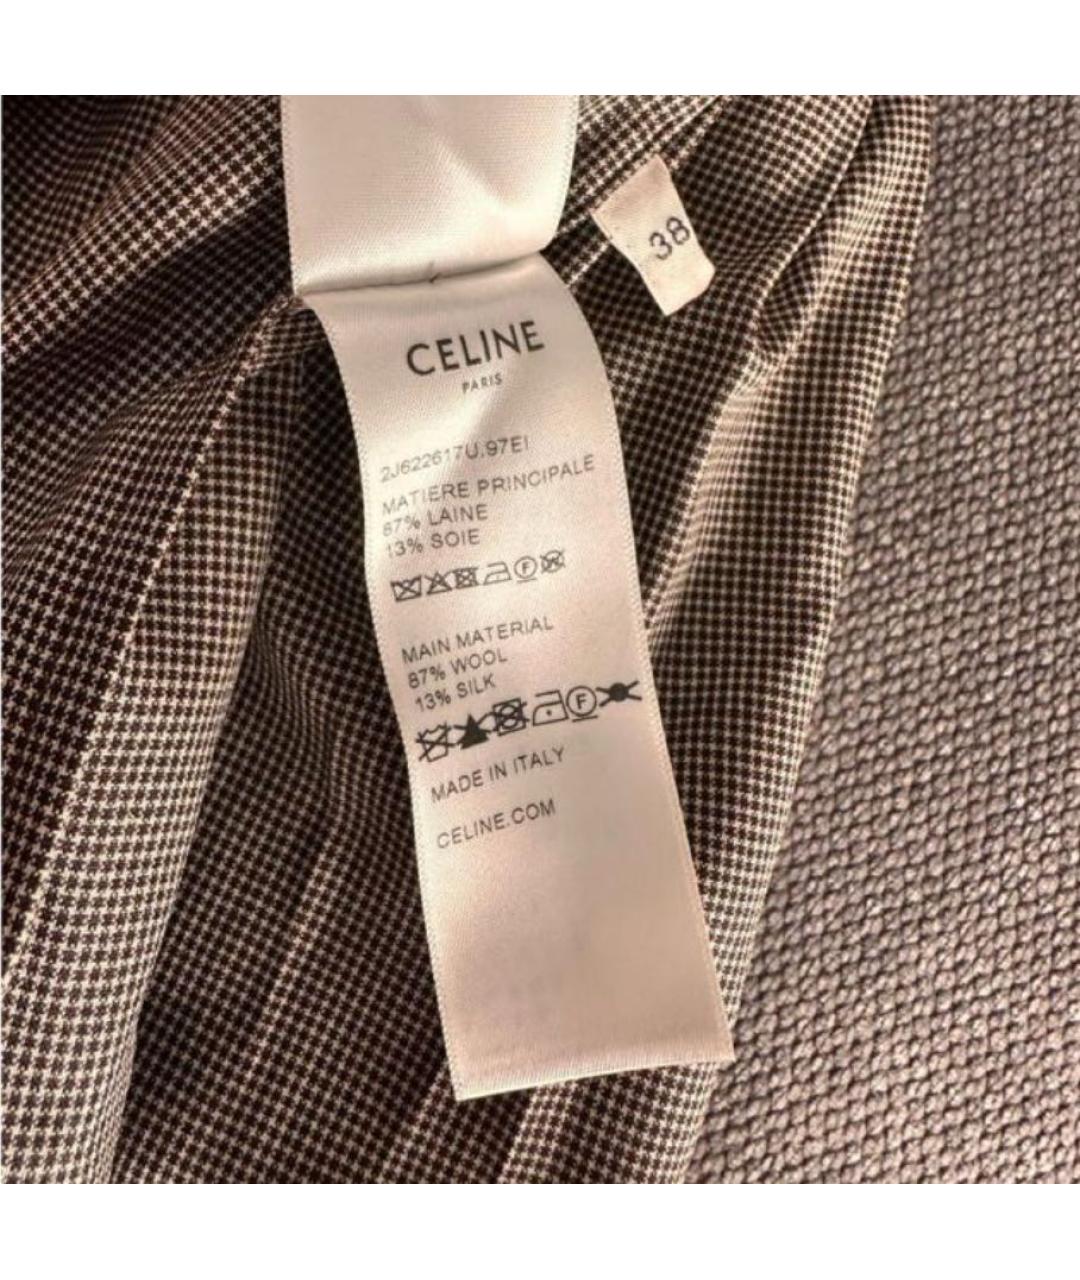 38
CELINE
PARIS
2J622617U.97EI
MATIERE PRINCIPALE
87% LAINE
13% SOIE
F
MAIN MATERIAL
87% WOOL
13% SILK
F
MADE IN ITALY
CELINE.COM